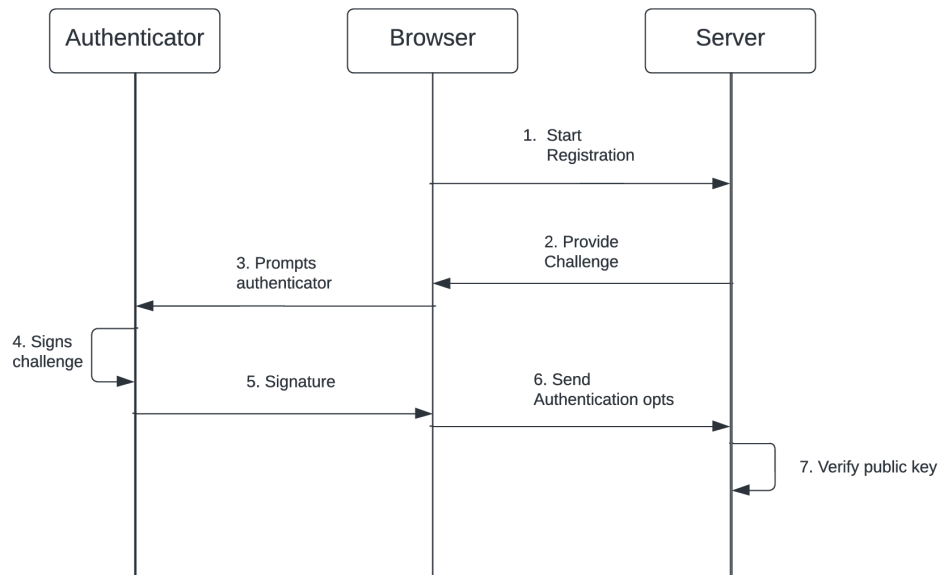 Authenticator
Browser
Server
1. Start
Registration
2. Provide
Challenge
3. Prompts
authenticator
4. Signs
challenge
5. Signature
6. Send
Authentication opts
7. Verify public key